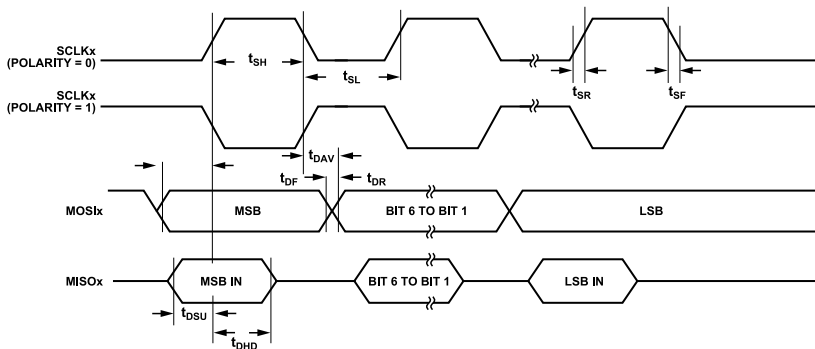 SCLKx
(POLARITY = 0)
tSH
tSL
tSR
tSF
SCLKx
(POLARITY = 1)
tDAV
tDF
tDR
MOSIx
MSB
BIT 6 TO BIT 1
LSB
MISOx
MSB IN
BIT 6 TO BIT 1
LSB IN
tDSU
tDHD